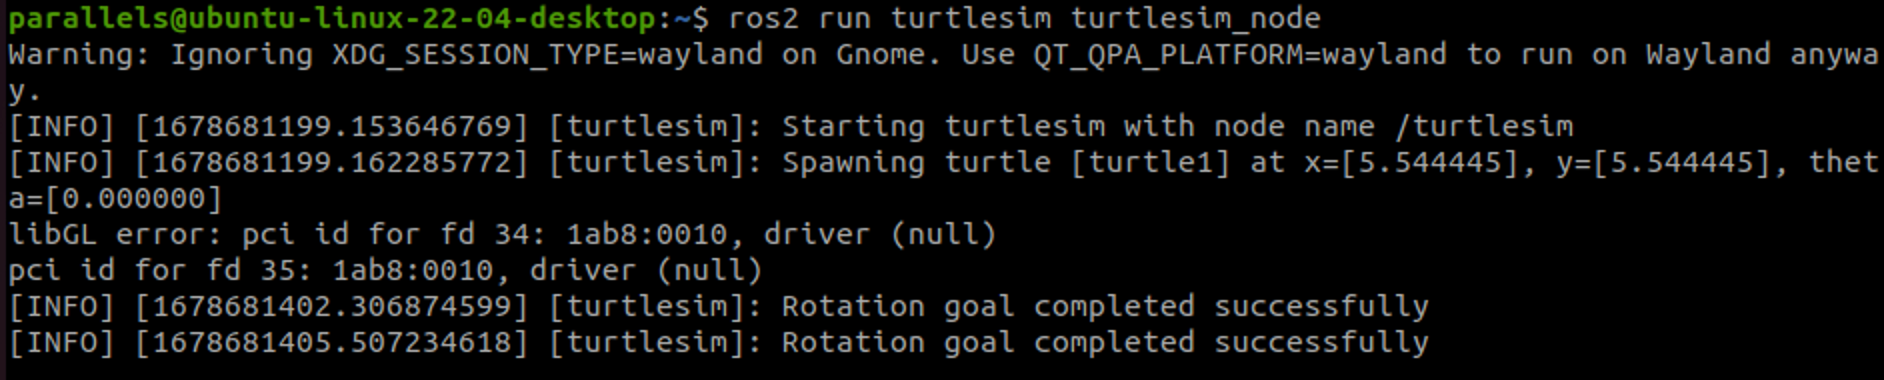 parallels@ubuntu-linux-22-04-desktop:~$ ros2 run turtlesim turtlesim_node
Warning: Ignoring XDG_SESSION_TYPE=wayland on Gnome. Use QT_QPA_PLATFORM=wayland to run on Wayland anywa
y.
[INFO] [1678681199.153646769] [turtlesim]: Starting turtlesim with node name /turtlesim
[INFO] [1678681199.162285772] [turtlesim]: Spawning turtle [turtle1] at x=[5.544445], y=[5.544445], thet
a=[0.000000]
libGL error: pci id for fd 34: 1ab8:0010, driver (null)
pci id for fd 35: 1ab8:0010, driver (null)
[INFO] [1678681402.306874599] [turtlesim]: Rotation goal completed successfully
[INFO] [1678681405.507234618] [turtlesim]: Rotation goal completed successfully